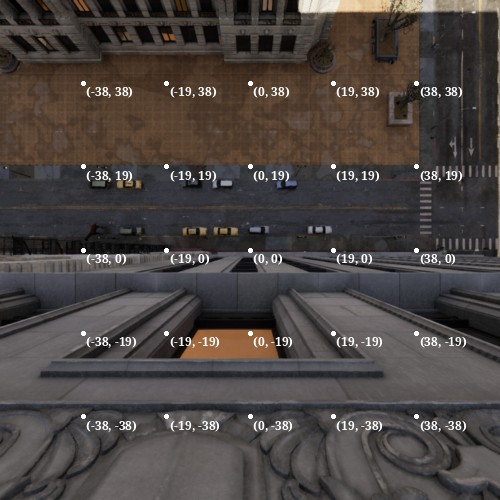 (-38, 38) (-19, 38) (0, 38) (19, 38) (38, 38)
(-38, 19) (-19, 19) (0, 19) (19, 19) (38, 19)
(-38, 0) (-19, 0) (0, 0) (19, 0) (38, 0)
(-38, -19) (-19, -19) (0, -19) (19, -19) (38, -19)
(-38, -38) (-19, -38) (0, -38) (19, -38) (38, -38)